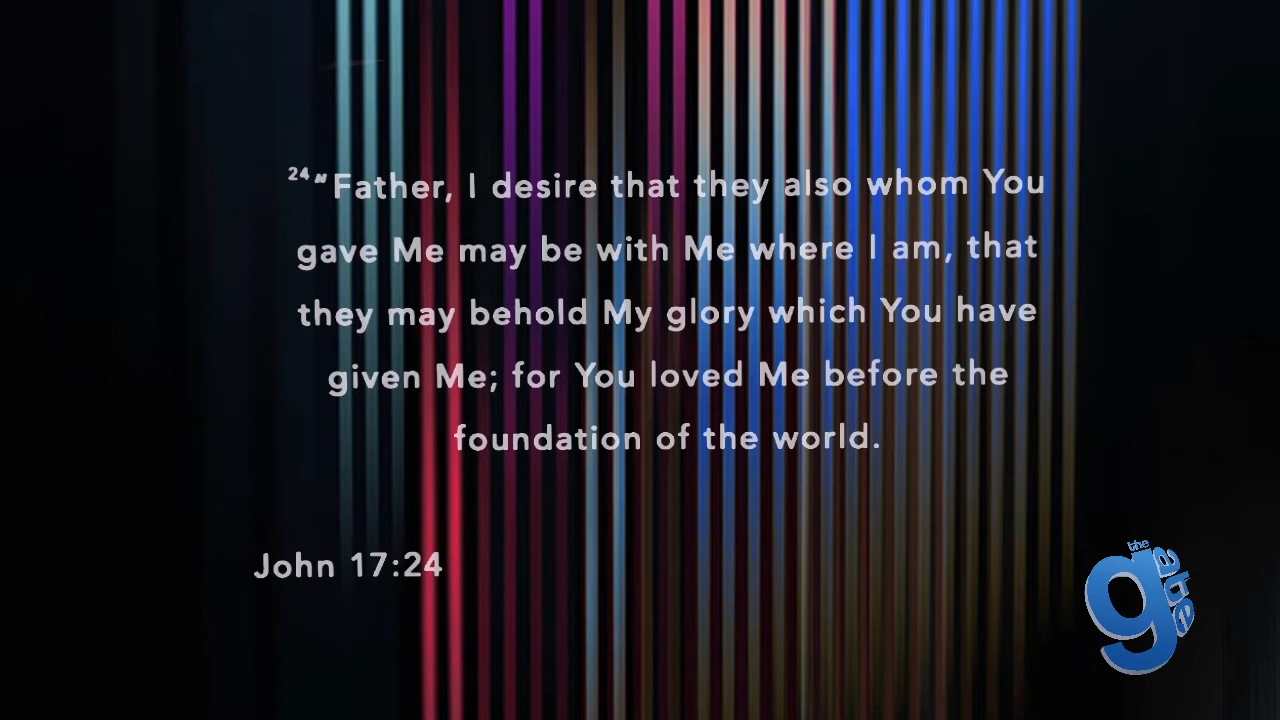 24 "Father, I desire that they also whom You
gave Me may be with Me where I am, that
they may behold My glory which You have
given Me; for You loved Me before the
foundation of the world.
John 17:24
the
gate